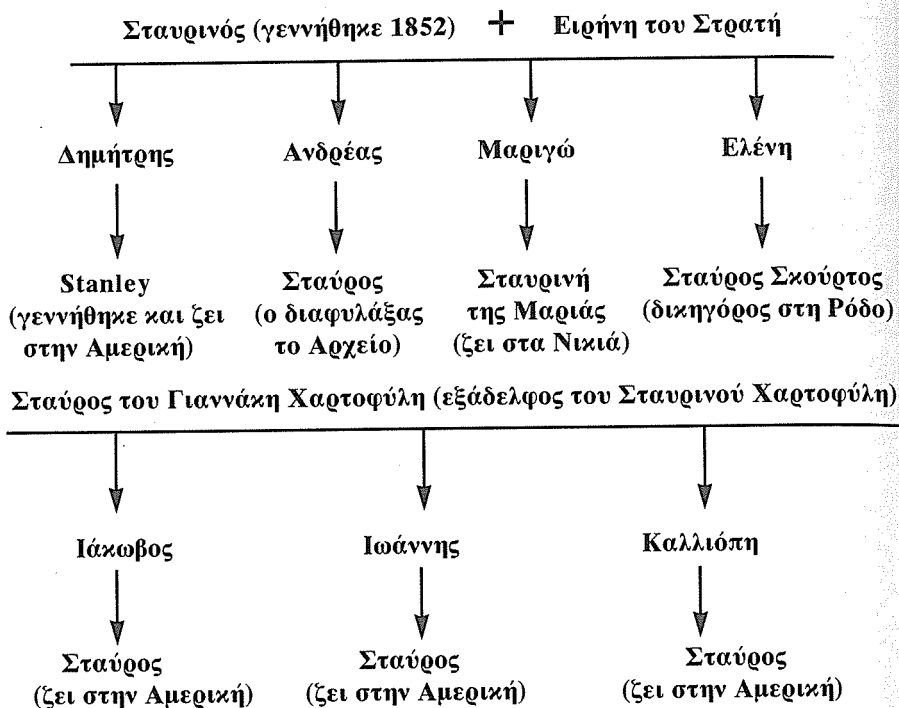 Σταυρινός (γεννήθηκε 1852) + Ειρήνη του Στρατή
Δημήτρης Ανδρέας Μαριγώ Ελένη
Stanley Σταύρος Σταυρινή Σταύρος Σκούρτος
(γεννήθηκε και ζει (ο διαφυλάξας της Μαριάς (δικηγόρος στη Ρόδο)
στην Αμερική) το Αρχείο) (ζει στα Νικιά)
Σταύρος του Γιαννάκη Χαρτοφύλη (εξάδελφος του Σταυρινού Χαρτοφύλη)
Ιάκωβος Ιωάννης Καλλιόπη
Σταύρος Σταύρος Σταύρος
(ζει στην Αμερική) (ζει στην Αμερική) (ζει στην Αμερική)